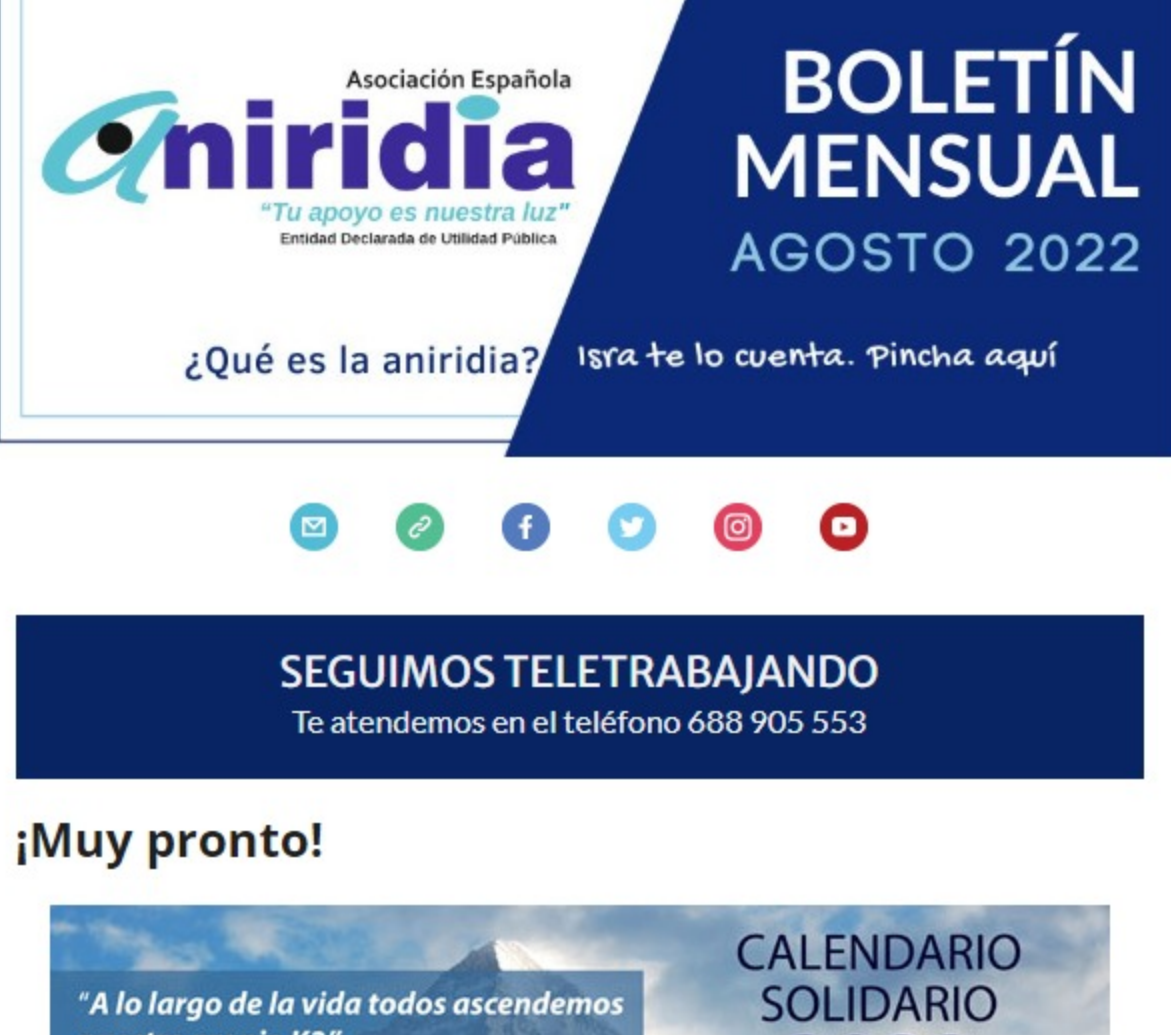 Asociación Española
aniridia
"Tu apoyo es nuestra luz"
Entidad Declarada de Utilidad Pública
BOLETÍN
MENSUAL
AGOSTO 2022
¿Qué es la aniridia? Isra te lo cuenta. Pincha aquí
SEGUIMOS TELETRABAJANDO
Te atendemos en el teléfono 688 905 553
¡Muy pronto!
"A lo largo de la vida todos ascendemos
CALENDARIO
SOLIDARIO